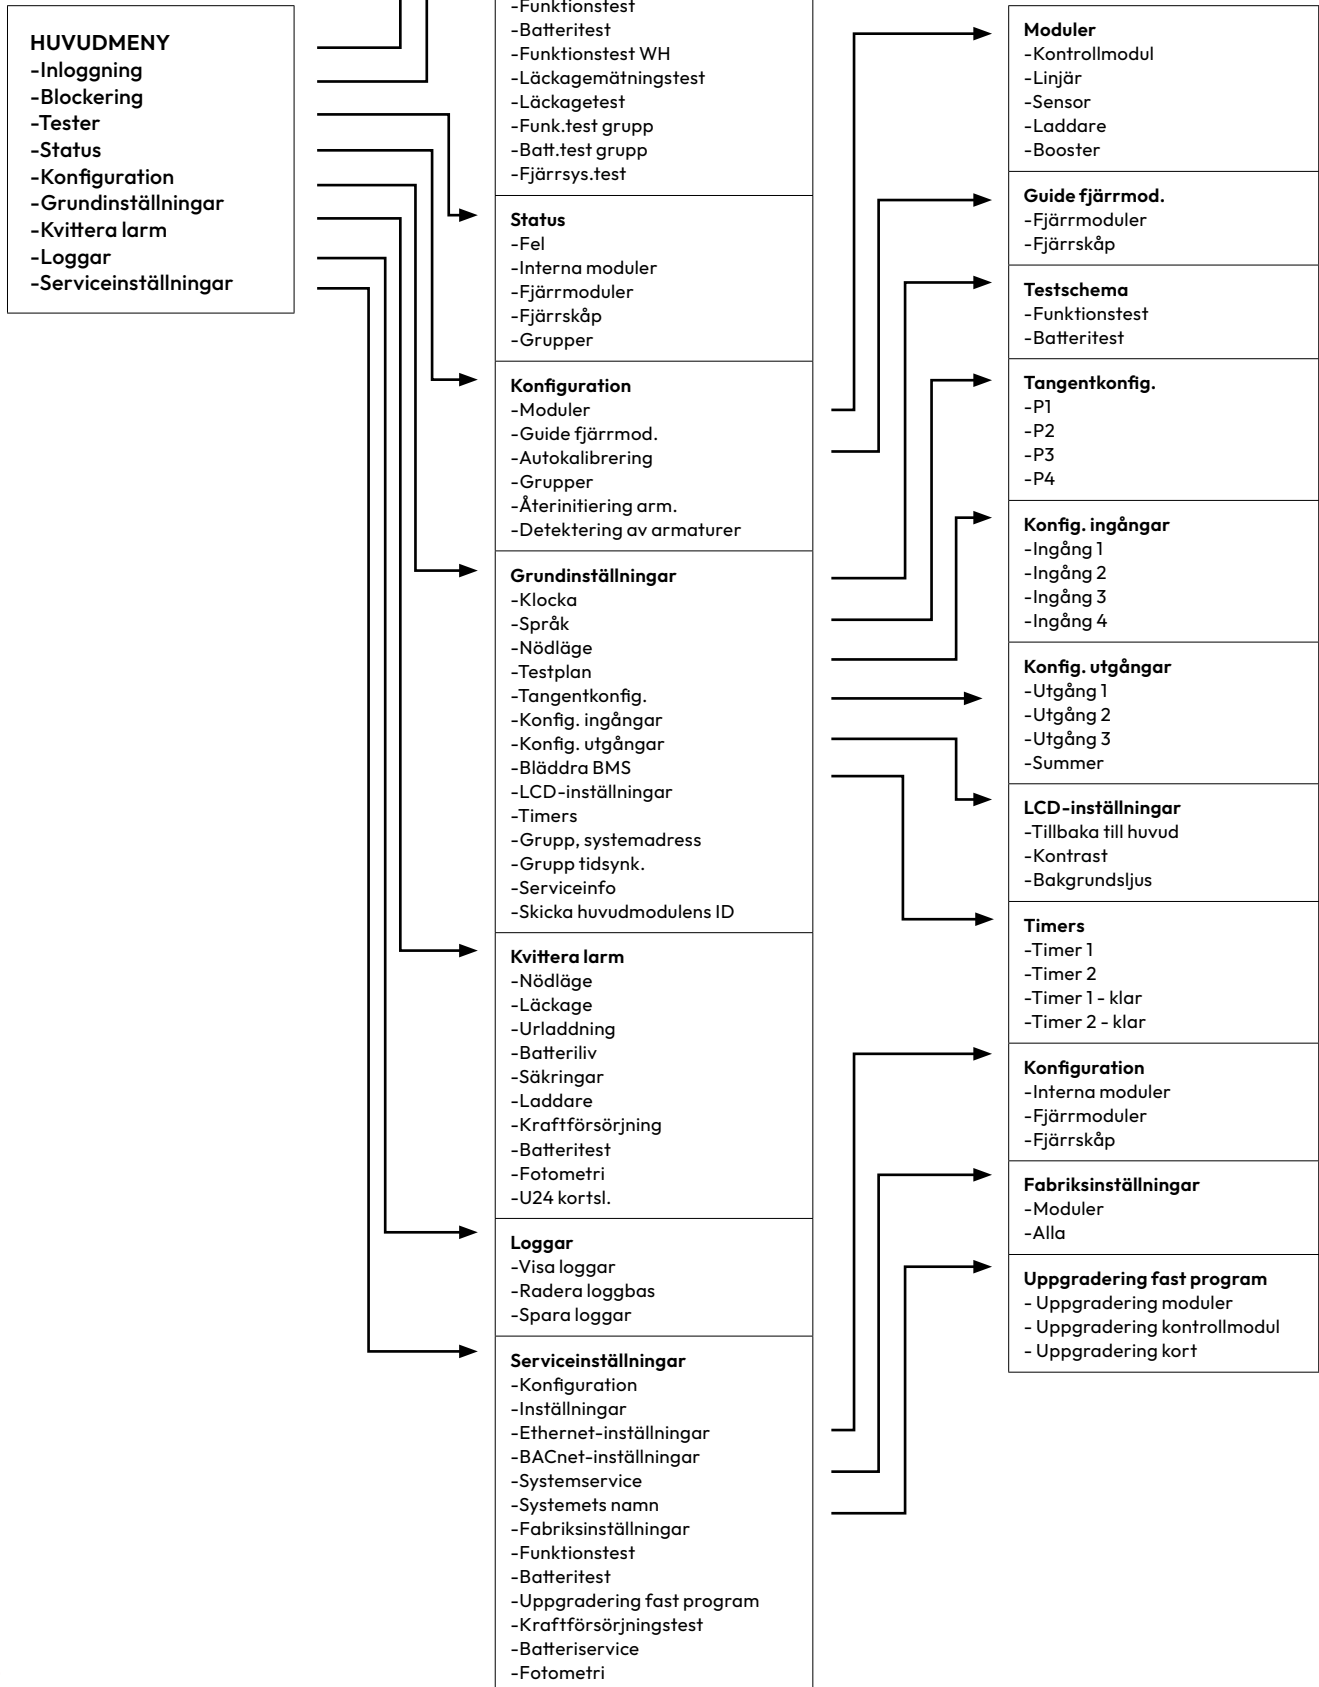 HUVUDMENY
-Inloggning
-Blockering
-Tester
-Status
-Konfiguration
-Grundinställningar
-Kvittera larm
-Loggar
-Serviceinställningar
-Funktionstest
-Batteritest
-Funktionstest WH
-Läckagemätningstest
-Läckagetest
-Funk.test grupp
-Batt.test grupp
-Fjärrsys.test
Status
-Fel
-Interna moduler
-Fjärrmoduler
-Fjärrskåp
-Grupper
Konfiguration
-Moduler
-Guide fjärrmod.
-Autokalibrering
-Grupper
-Återinitiering arm.
-Detektering av armaturer
Grundinställningar
-Klocka
-Språk
-Nödläge
-Testplan
-Tangentkonfig.
-Konfig. ingångar
-Konfig. utgångar
-Bläddra BMS
-LCD-inställningar
-Timers
-Grupp, systemadress
-Grupp tidsynk.
-Serviceinfo
-Skicka huvudmodulens ID
Kvittera larm
-Nödläge
-Läckage
-Urladdning
-Batteriliv
-Säkringar
-Laddare
-Kraftförsörjning
-Batteritest
-Fotometri
-U24 kortsl.
Loggar
-Visa loggar
-Radera loggbas
-Spara loggar
Serviceinställningar
-Konfiguration
-Inställningar
-Ethernet-inställningar
-BACnet-inställningar
-Systemservice
-Systemets namn
-Fabriksinställningar
-Funktionstest
-Batteritest
-Uppgradering fast program
-Kraftförsörjningstest
-Batteriservice
-Fotometri
Moduler
-Kontrollmodul
-Linjär
-Sensor
-Laddare
-Booster
Guide fjärrmod.
-Fjärrmoduler
-Fjärrskåp
Testschema
-Funktionstest
-Batteritest
Tangentkonfig.
-P1
-P2
-P3
-P4
Konfig. ingångar
-Ingång 1
-Ingång 2
-Ingång 3
-Ingång 4
Konfig. utgångar
-Utgång 1
-Utgång 2
-Utgång 3
-Summer
LCD-inställningar
-Tillbaka till huvud
-Kontrast
-Bakgrundsljus
Timers
-Timer 1
-Timer 2
-Timer 1 - klar
-Timer 2 - klar
Konfiguration
-Interna moduler
-Fjärrmoduler
-Fjärrskåp
Fabriksinställningar
-Moduler
-Alla
Uppgradering fast program
- Uppgradering moduler
- Uppgradering kontrollmodul
- Uppgradering kort